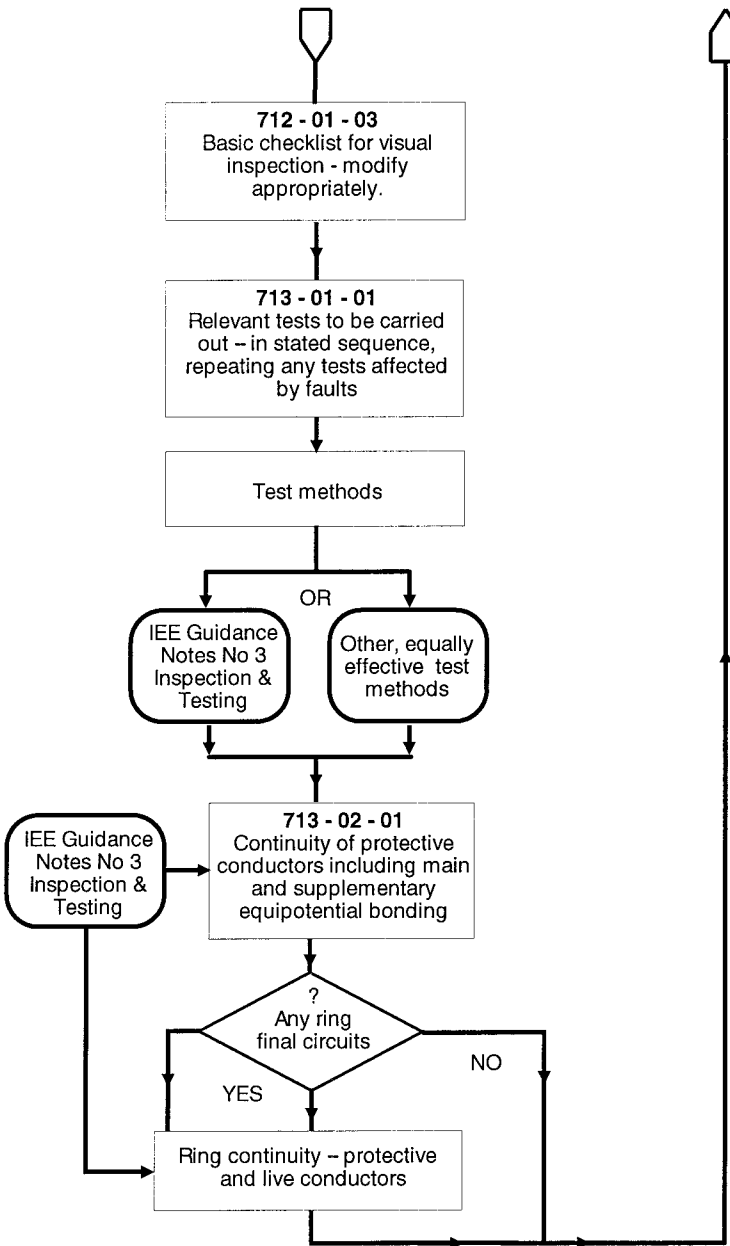 712 - 01 - 03
Basic checklist for visual
inspection - modify
appropriately.
713 - 01 - 01
Relevant tests to be carried
out – in stated sequence,
repeating any tests affected
by faults
Test methods
OR
IEE Guidance
Notes No 3
Inspection &
Testing
Other, equally
effective test
methods
IEE Guidance
Notes No 3
Inspection &
Testing
713 - 02 - 01
Continuity of protective
conductors including main
and supplementary
equipotential bonding
?
Any ring
final circuits
YES
NO
Ring continuity – protective
and live conductors